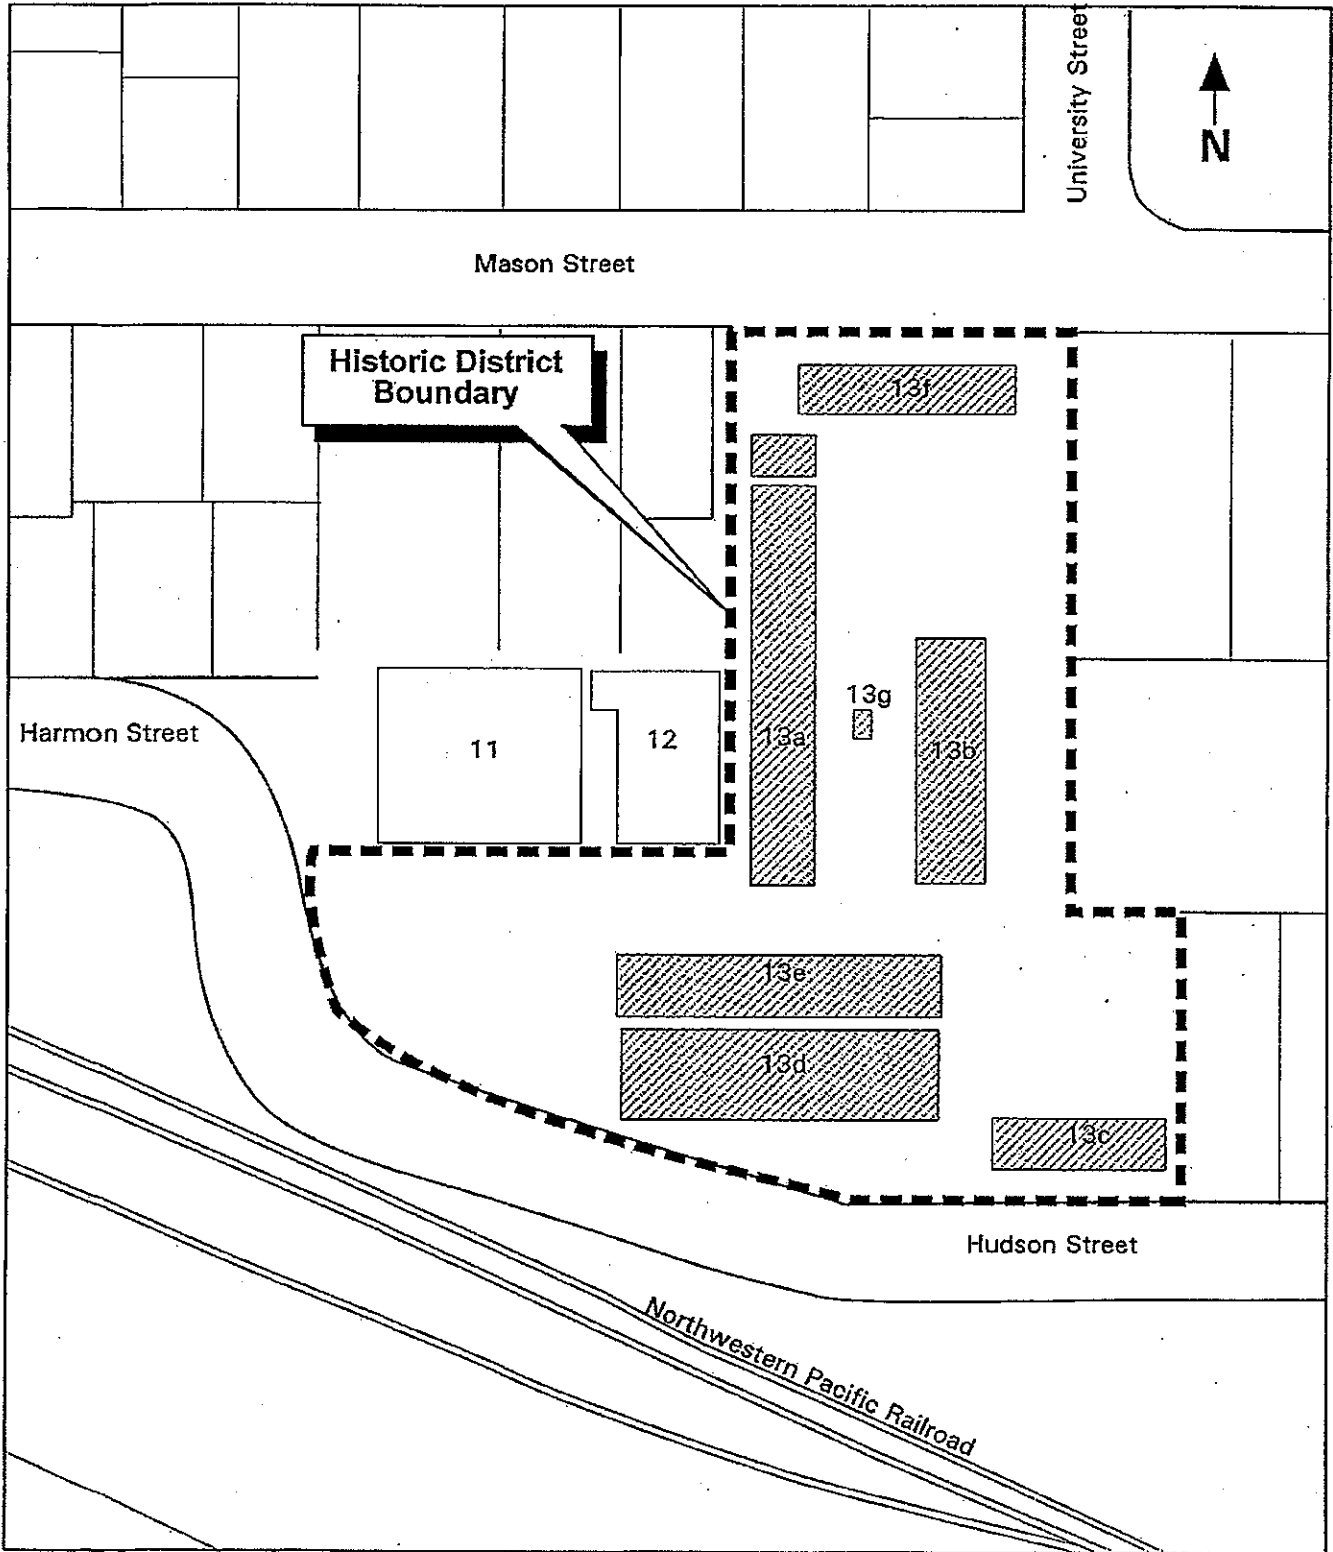 University Street
N
Mason Street
Historic District
Boundary
13f
13g
Harmon Street
11
12
13a
13b
13e
13d
13c
Hudson Street
Northwestern Pacific Railroad